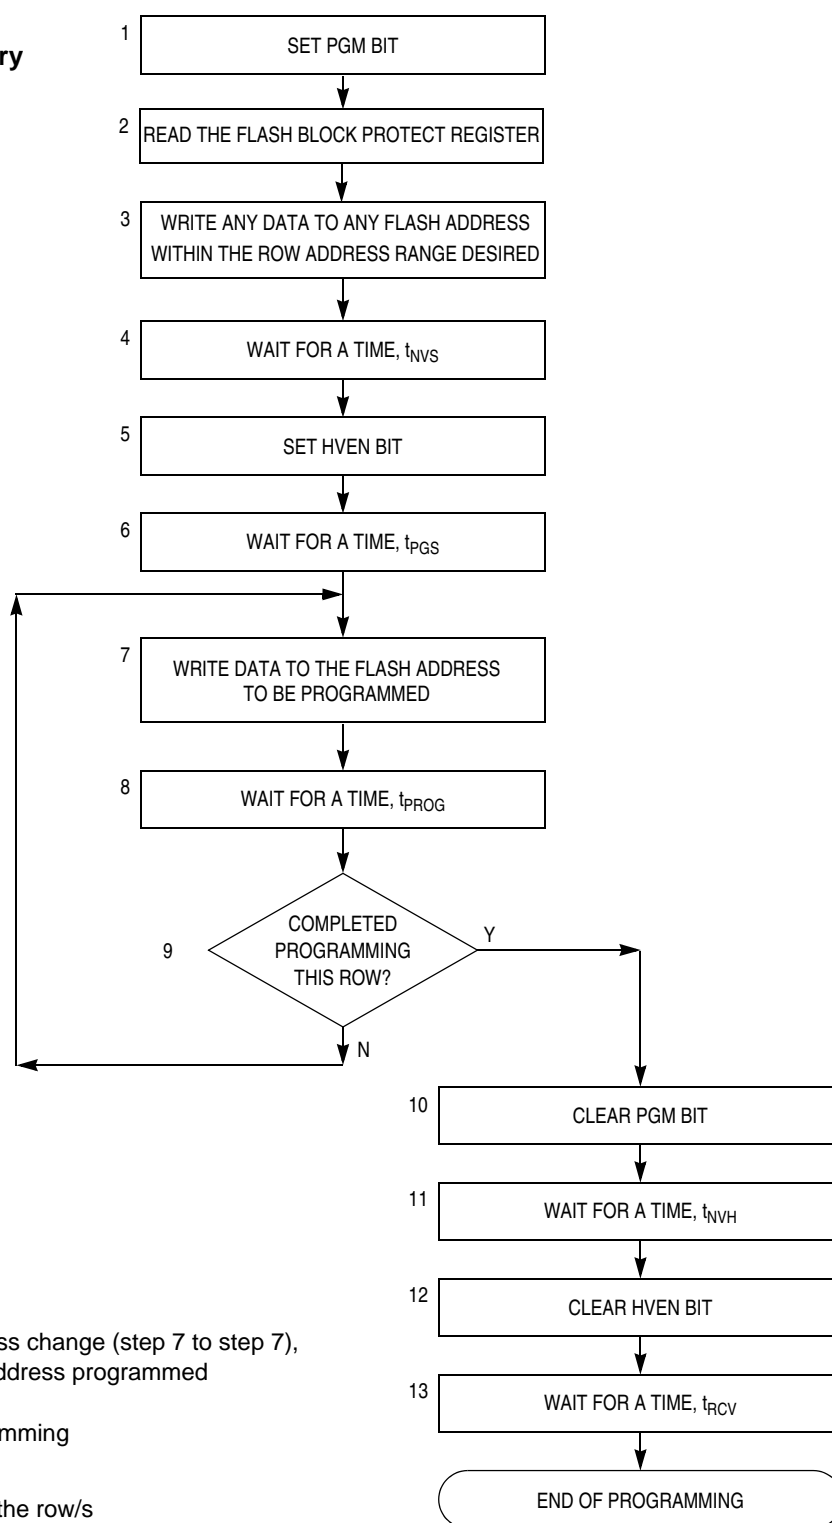 ry
1
SET PGM BIT
2
READ THE FLASH BLOCK PROTECT REGISTER
3
WRITE ANY DATA TO ANY FLASH ADDRESS
WITHIN THE ROW ADDRESS RANGE DESIRED
4
WAIT FOR A TIME, tNVS
5
SET HVEN BIT
6
WAIT FOR A TIME, tPGS
7
WRITE DATA TO THE FLASH ADDRESS
TO BE PROGRAMMED
8
WAIT FOR A TIME, tPROG
9
COMPLETED
PROGRAMMING
THIS ROW?
Y
N
10
CLEAR PGM BIT
11
WAIT FOR A TIME, tNVH
12
CLEAR HVEN BIT
ss change (step 7 to step 7),
ddress programmed
13
WAIT FOR A TIME, tRCV
mming
END OF PROGRAMMING
the row/s